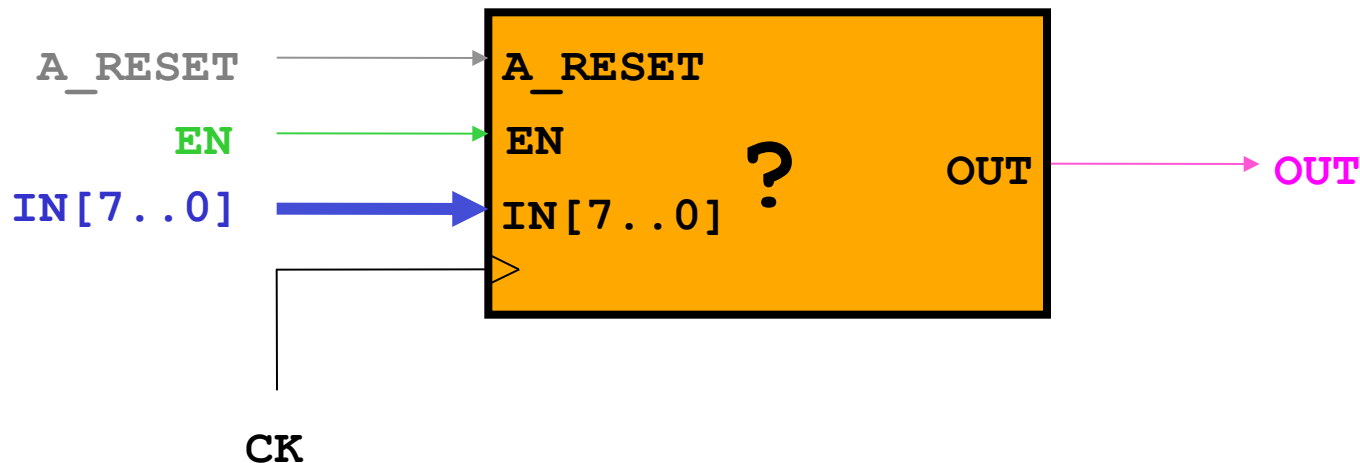 A_RESET
A_RESET
EN
EN
?
OUT
OUT
IN[7..0]
IN[7..0]
CK